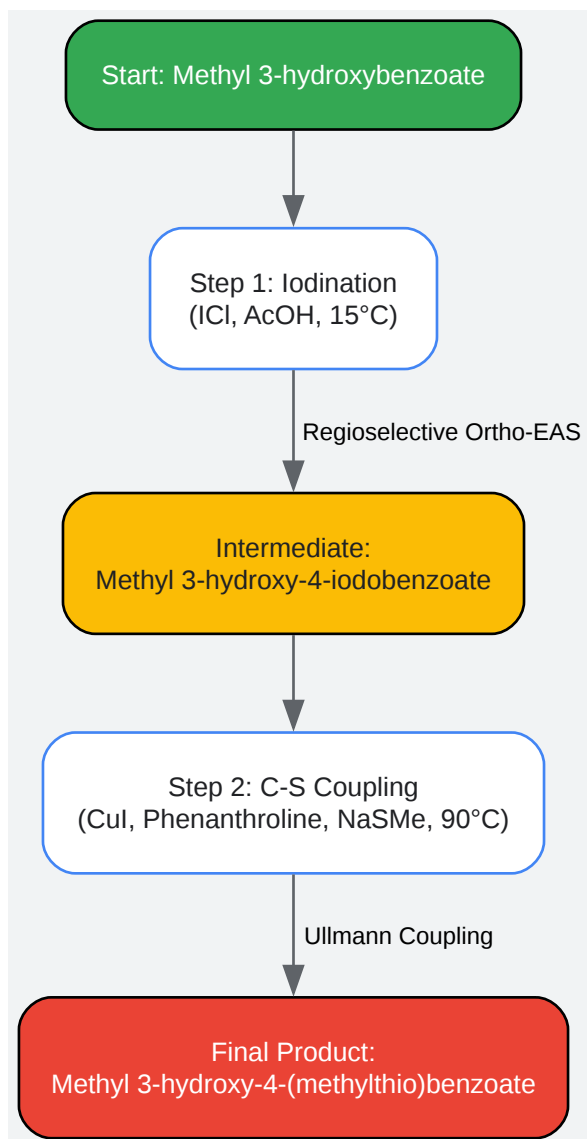 Start: Methyl 3-hydroxybenzoate
Step 1: Iodination
(ICl, AcOH, 15°C)
Regioselective Ortho-EAS
Intermediate:
Methyl 3-hydroxy-4-iodobenzoate
Step 2: C-S Coupling
(CuI, Phenanthroline, NaSMe, 90°C)
Ullmann Coupling
Final Product:
Methyl 3-hydroxy-4-(methylthio)benzoate